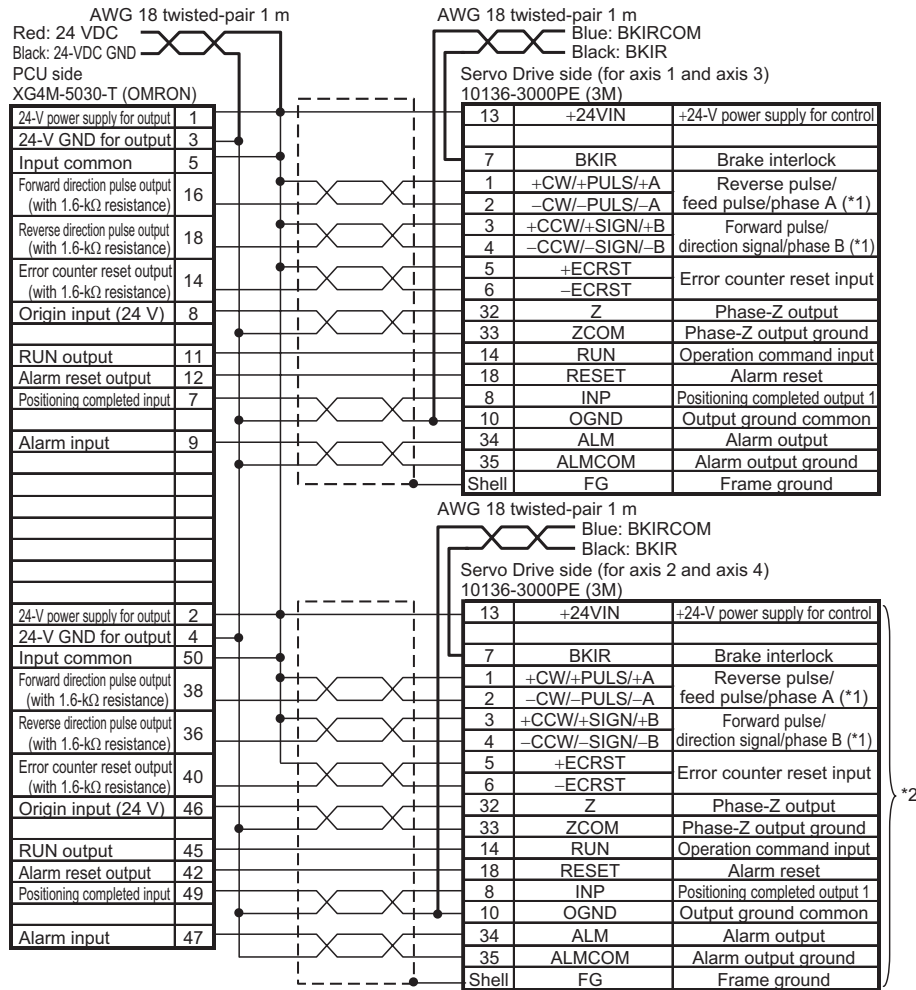 AWG 18 twisted-pair 1 m
Red: 24 VDC
Black: 24-VDC GND
PCU side
XG4M-5030-T (OMRON)
24-V power supply for output 1
24-V GND for output 3
Input common 5
Forward direction pulse output
(with 1.6-kΩ resistance) 16
Reverse direction pulse output
(with 1.6-kΩ resistance) 18
Error counter reset output
(with 1.6-kΩ resistance) 14
Origin input (24 V) 8
RUN output 11
Alarm reset output 12
Positioning completed input 7
Alarm input 9
24-V power supply for output 2
24-V GND for output 4
Input common 50
Forward direction pulse output
(with 1.6-kΩ resistance) 38
Reverse direction pulse output
(with 1.6-kΩ resistance) 36
Error counter reset output
(with 1.6-kΩ resistance) 40
Origin input (24 V) 46
RUN output 45
Alarm reset output 42
Positioning completed input 49
Alarm input 47
AWG 18 twisted-pair 1 m
Blue: BKIRCOM
Black: BKIR
Servo Drive side (for axis 1 and axis 3)
10136-3000PE (3M)
13 +24VIN +24-V power supply for control
7 BKIR Brake interlock
1 +CW/+PULS/+A Reverse pulse/
2 −CW/−PULS/−A feed pulse/phase A (*1)
3 +CCW/+SIGN/+B Forward pulse/
4 −CCW/−SIGN/−B direction signal/phase B (*1)
5 +ECRST Error counter reset input
6 −ECRST
32 Z Phase-Z output
33 ZCOM Phase-Z output ground
14 RUN Operation command input
18 RESET Alarm reset
8 INP Positioning completed output 1
10 OGND Output ground common
34 ALM Alarm output
35 ALMCOM Alarm output ground
Shell FG Frame ground
AWG 18 twisted-pair 1 m
Blue: BKIRCOM
Black: BKIR
Servo Drive side (for axis 2 and axis 4)
10136-3000PE (3M)
13 +24VIN +24-V power supply for control
7 BKIR Brake interlock
1 +CW/+PULS/+A Reverse pulse/
2 −CW/−PULS/−A feed pulse/phase A (*1)
3 +CCW/+SIGN/+B Forward pulse/
4 −CCW/−SIGN/−B direction signal/phase B (*1)
5 +ECRST Error counter reset input
6 −ECRST
32 Z Phase-Z output
33 ZCOM Phase-Z output ground
14 RUN Operation command input
18 RESET Alarm reset
8 INP Positioning completed output 1
10 OGND Output ground common
34 ALM Alarm output
35 ALMCOM Alarm output ground
Shell FG Frame ground
*2